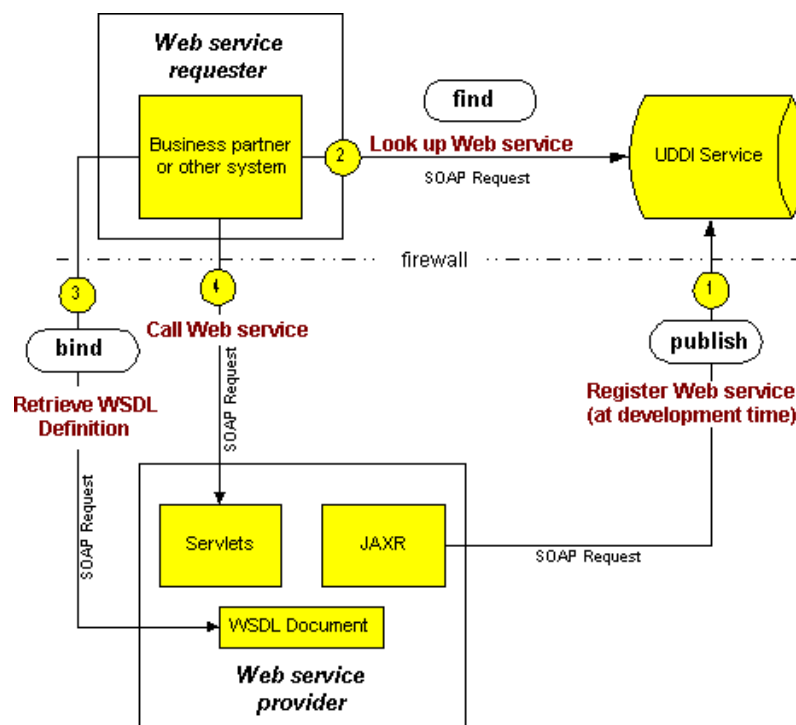 Web service
requester
Business partner
or other system
2
find
Look up Web service
SOAP Request
UDDI Service
firewall
3
bind
Retrieve WSDL
Definition
SOAP Request
4
Call Web service
SOAP Request
1
publish
Register Web service
(at development time)
SOAP Request
Servlets
JAXR
WSDL Document
Web service
provider